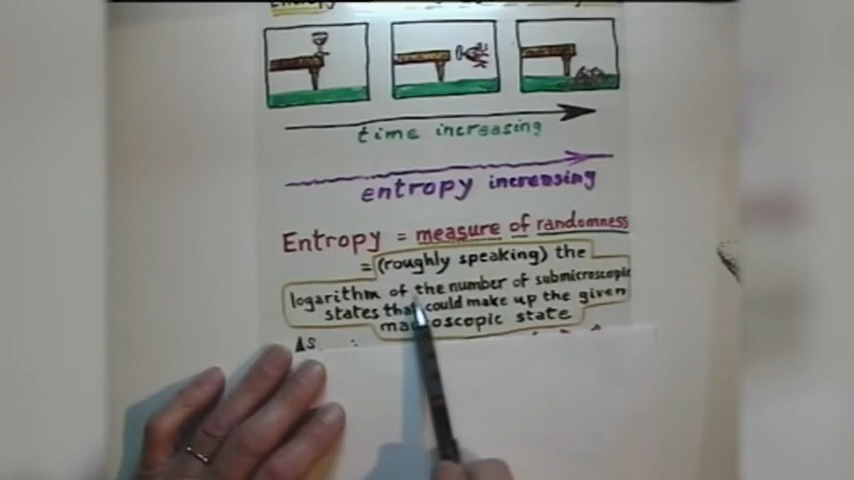 time increasing
entropy increasing
Entropy = measure of randomness
= (roughly speaking) the
logarithm of the number of submicroscopic
states that could make up the given
macroscopic state